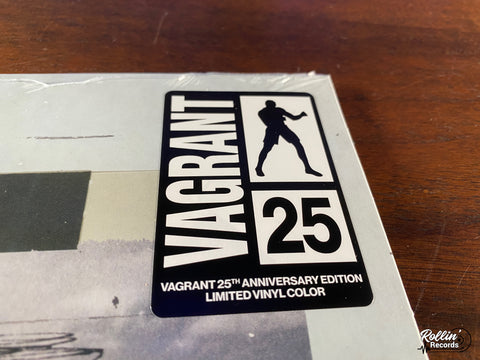 VAGRANT
25
VAGRANT 25TH ANNIVERSARY EDITION
LIMITED VINYL COLOR
Rollin'
Records